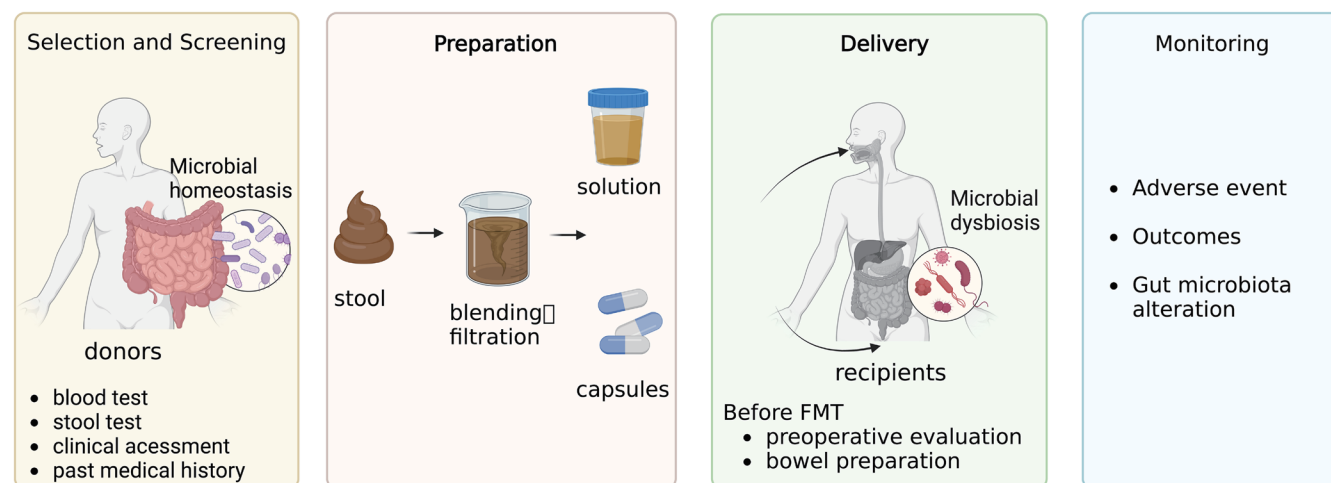 Selection and Screening
Microbial
homeostasis
donors
• blood test
• stool test
• clinical acessment
• past medical history
Preparation
stool
blending
filtration
solution
capsules
Delivery
Microbial
dysbiosis
recipients
Before FMT
• preoperative evaluation
• bowel preparation
Monitoring
• Adverse event
• Outcomes
• Gut microbiota
alteration